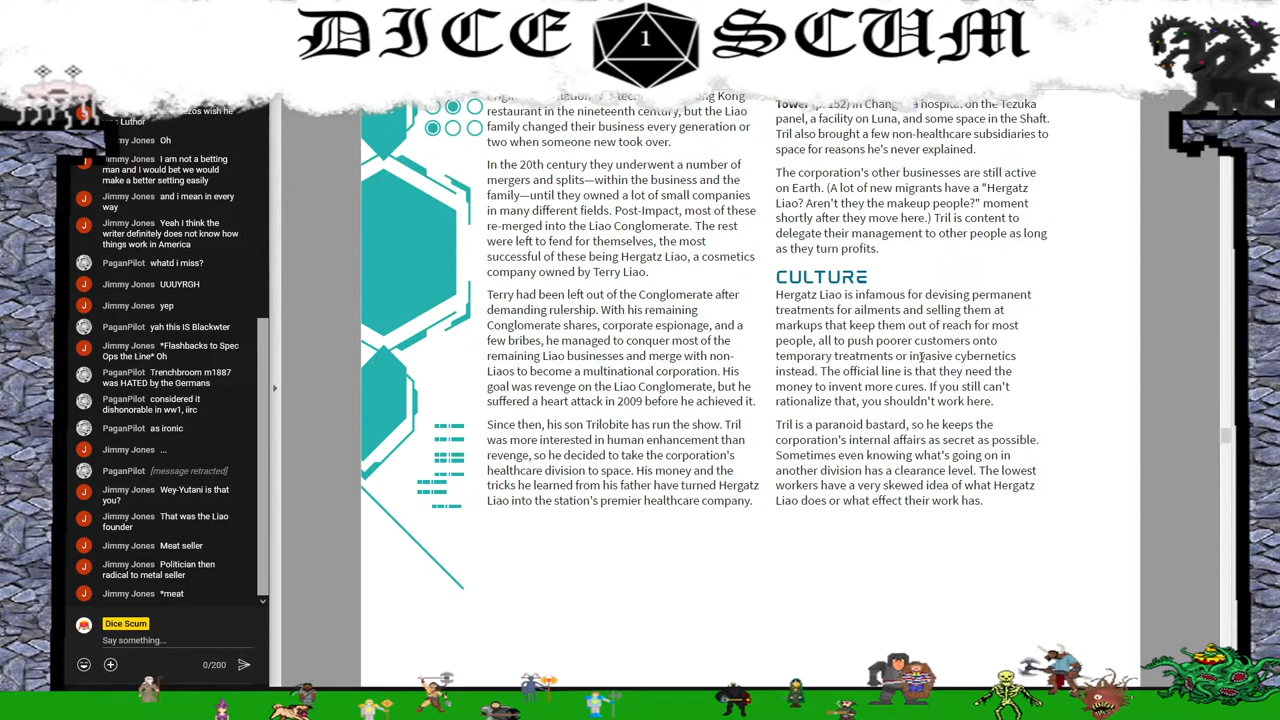 DICE 1 SCUM
zos wish he
Luthor
Jimmy Jones Oh
Jimmy Jones I am not a betting
man and I would bet we would
make a better setting easily
Jimmy Jones and i mean in every
way
Jimmy Jones Yeah I think the
writer definitely does not know how
things work in America
PaganPilot whatd i miss?
Jimmy Jones UUUYRGH
Jimmy Jones yep
PaganPilot yah this IS Blackwter
Jimmy Jones *Flashbacks to Spec
Ops the Line* Oh
PaganPilot Trenchbroom m1887
was HATED by the Germans
PaganPilot considered it
dishonorable in ww1, iirc
PaganPilot as ironic
Jimmy Jones ...
PaganPilot [message retracted]
Jimmy Jones Wey-Yutani is that
you?
Jimmy Jones That was the Liao
founder
Jimmy Jones Meat seller
Jimmy Jones Politician then
radical to metal seller
Jimmy Jones *meat
Dice Scum
Say something...
0/200
restaurant in the nineteenth century, but the Liao
family changed their business every generation or
two when someone new took over.
In the 20th century they underwent a number of
mergers and splits—within the business and the
family—until they owned a lot of small companies
in many different fields. Post-Impact, most of these
re-merged into the Liao Conglomerate. The rest
were left to fend for themselves, the most
successful of these being Hergatz Liao, a cosmetics
company owned by Terry Liao.
Terry had been left out of the Conglomerate after
demanding rulership. With his remaining
Conglomerate shares, corporate espionage, and a
few bribes, he managed to conquer most of the
remaining Liao businesses and merge with non-
Liaos to become a multinational corporation. His
goal was revenge on the Liao Conglomerate, but he
suffered a heart attack in 2009 before he achieved it.
Since then, his son Trilobite has run the show. Tril
was more interested in human enhancement than
revenge, so he decided to take the corporation's
healthcare division to space. His money and the
tricks he learned from his father have turned Hergatz
Liao into the station's premier healthcare company.
Tower a hospital on the Tezuka
panel, a facility on Luna, and some space in the Shaft.
Tril also brought a few non-healthcare subsidiaries to
space for reasons he's never explained.
The corporation's other businesses are still active
on Earth. (A lot of new migrants have a "Hergatz
Liao? Aren't they the makeup people?" moment
shortly after they move here.) Tril is content to
delegate their management to other people as long
as they turn profits.
CULTURE
Hergatz Liao is infamous for devising permanent
treatments for ailments and selling them at
markups that keep them out of reach for most
people, all to push poorer customers onto
temporary treatments or invasive cybernetics
instead. The official line is that they need the
money to invent more cures. If you still can't
rationalize that, you shouldn't work here.
Tril is a paranoid bastard, so he keeps the
corporation's internal affairs as secret as possible.
Sometimes even knowing what's going on in
another division has a clearance level. The lowest
workers have a very skewed idea of what Hergatz
Liao does or what effect their work has.